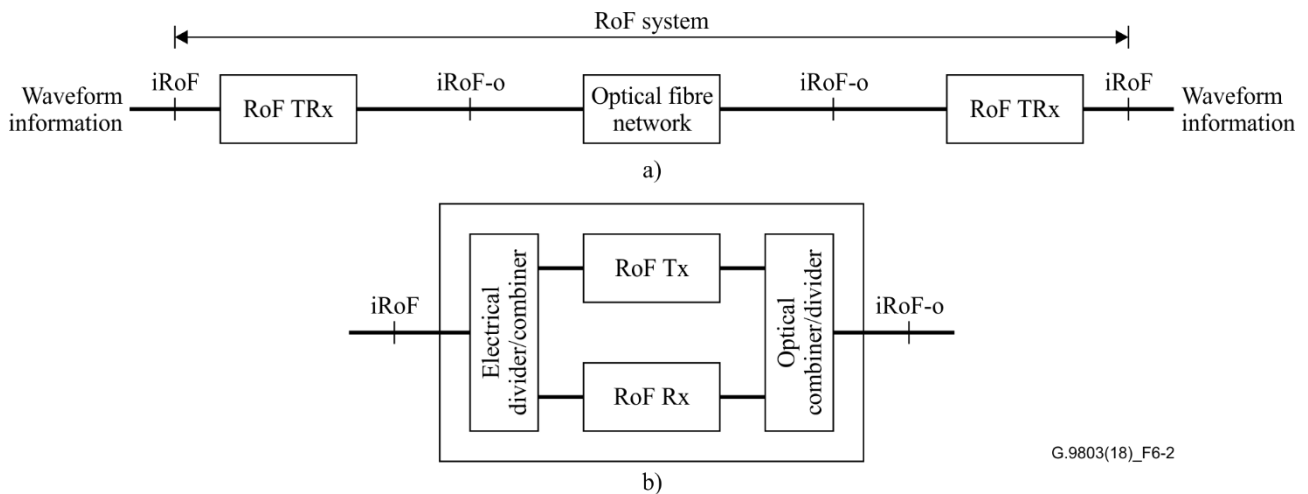 RoF system
iRoF
iRoF-o
iRoF-o
iRoF
Waveform
information
RoF TRx
Optical fibre
network
RoF TRx
Waveform
information
a)
iRoF
Electrical
divider/combiner
RoF Tx
RoF Rx
Optical
combiner/divider
iRoF-o
G.9803(18)_F6-2
b)